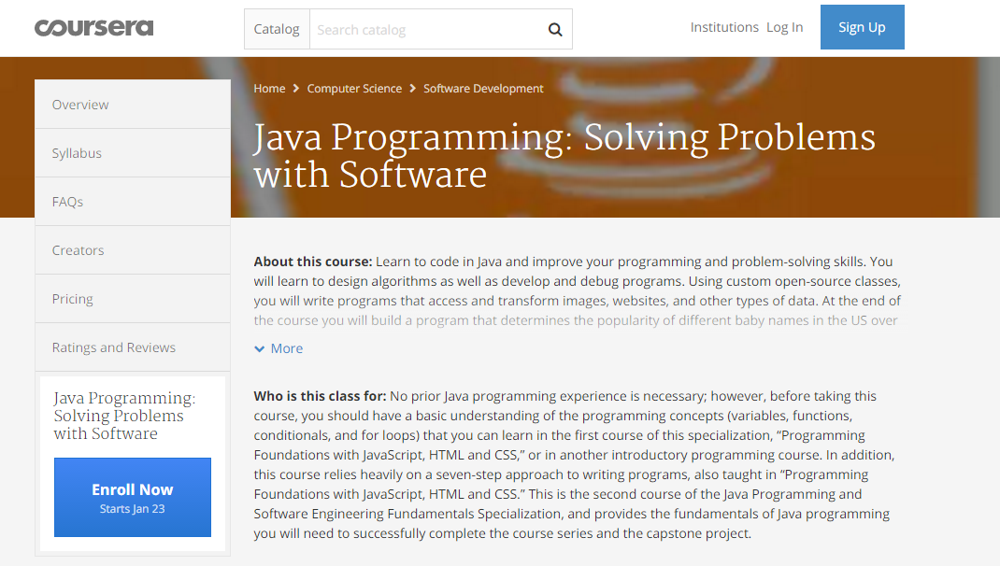 coursera
Catalog
Search catalog
Institutions
Log In
Sign Up
Overview
Syllabus
FAQs
Creators
Pricing
Ratings and Reviews
Java Programming:
Solving Problems
with Software
Enroll Now
Starts Jan 23
Home > Computer Science > Software Development
Java Programming: Solving Problems
with Software
About this course: Learn to code in Java and improve your programming and problem-solving skills. You
will learn to design algorithms as well as develop and debug programs. Using custom open-source classes,
you will write programs that access and transform images, websites, and other types of data. At the end of
the course you will build a program that determines the popularity of different baby names in the US over
More
Who is this class for: No prior Java programming experience is necessary; however, before taking this
course, you should have a basic understanding of the programming concepts (variables, functions,
conditionals, and for loops) that you can learn in the first course of this specialization, “Programming
Foundations with JavaScript, HTML and CSS,” or in another introductory programming course. In addition,
this course relies heavily on a seven-step approach to writing programs, also taught in “Programming
Foundations with JavaScript, HTML and CSS.” This is the second course of the Java Programming and
Software Engineering Fundamentals Specialization, and provides the fundamentals of Java programming
you will need to successfully complete the course series and the capstone project.